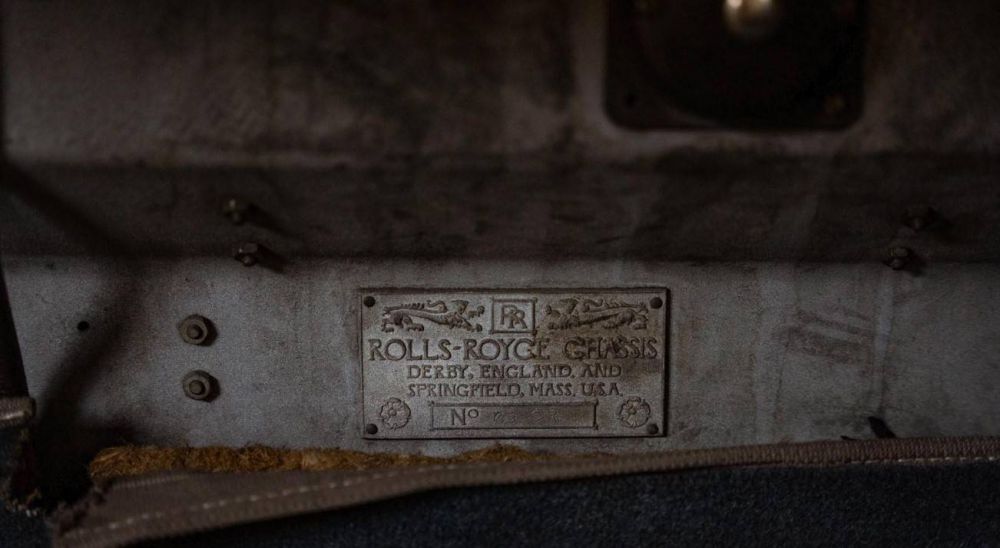 RR
ROLLS-ROYCE CHASSIS
DERBY, ENGLAND, AND
SPRINGFIELD, MASS. U.S.A.
Nº